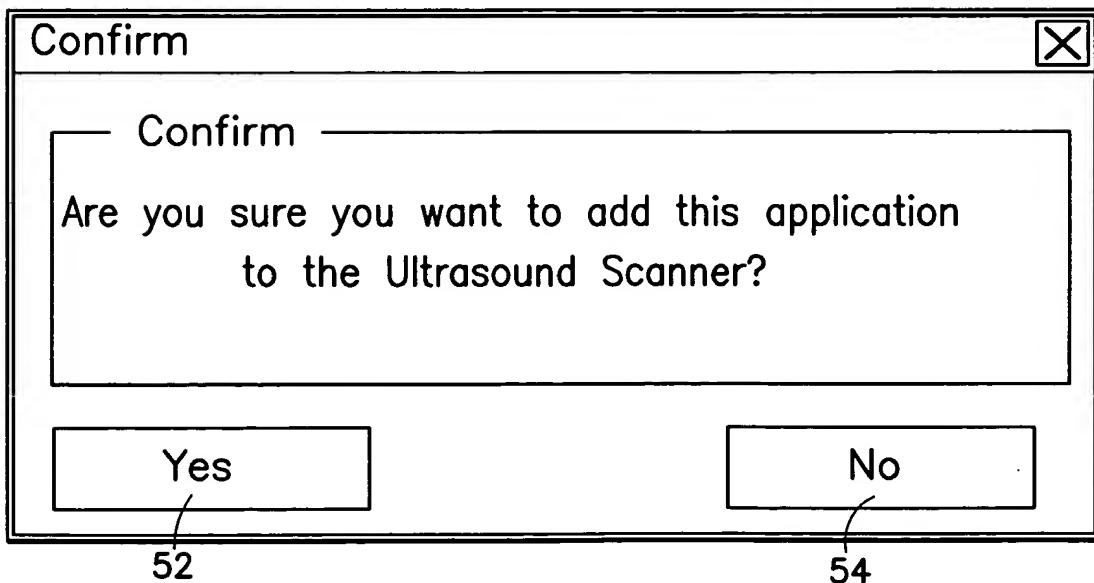 Confirm
Confirm
Are you sure you want to add this application
to the Ultrasound Scanner?
Yes No
52 54